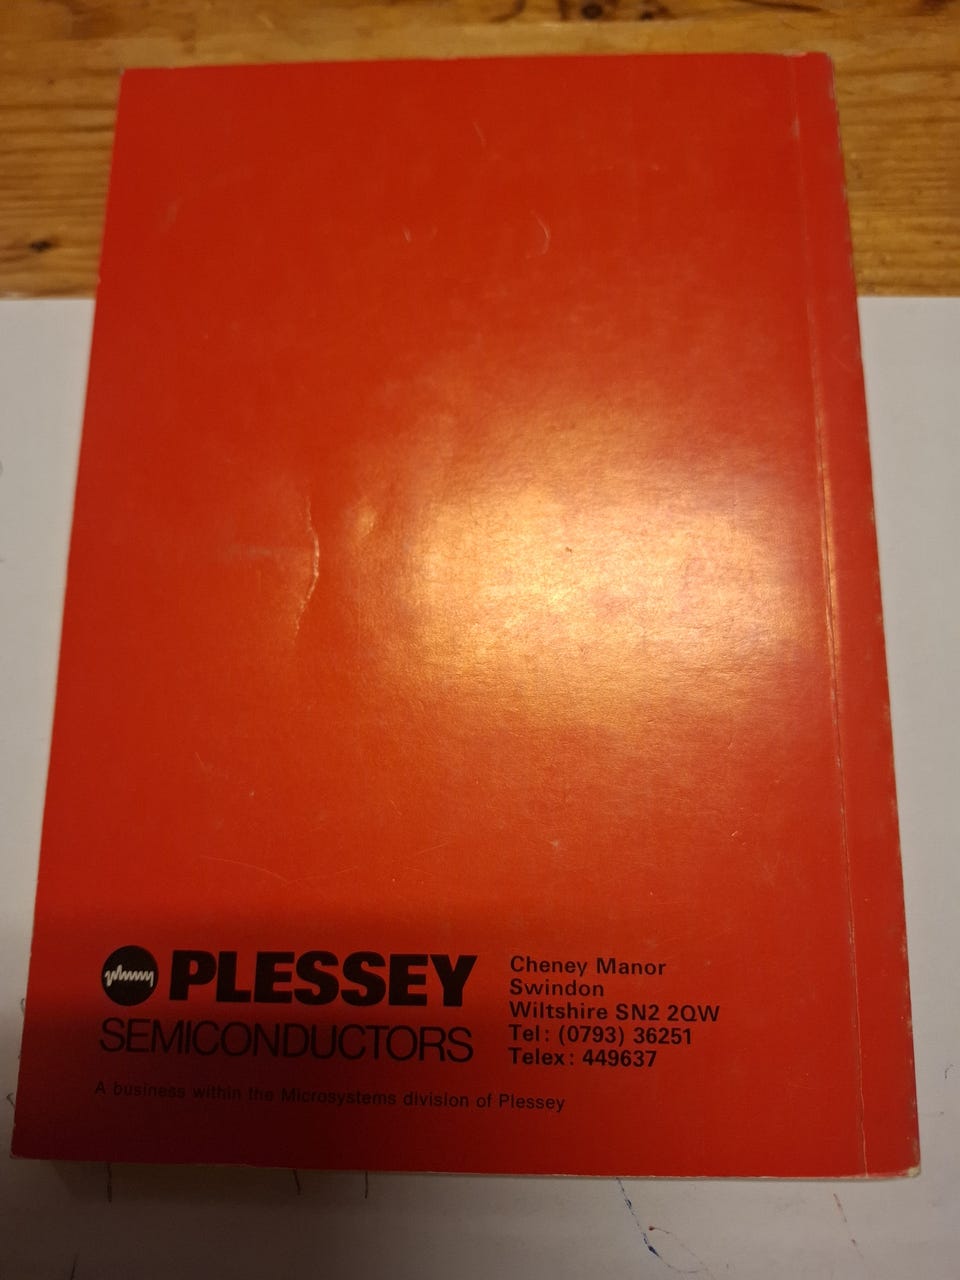 PLESSEY
SEMICONDUCTORS
Cheney Manor
Swindon
Wiltshire SN2 2QW
Tel: (0793) 36251
Telex: 449637
A business within the Microsystems division of Plessey